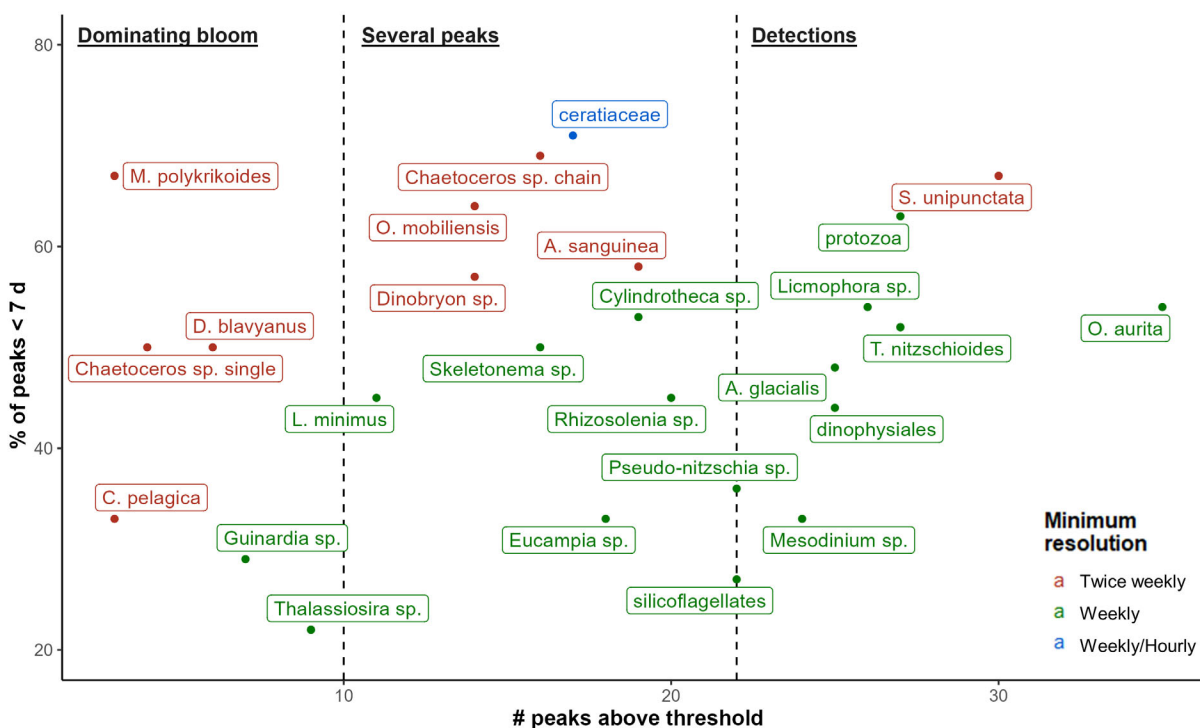 Dominating bloom
Several peaks
Detections
80
60
40
20
% of peaks < 7 d
ceratiaceae
M. polykrikoides
Chaetoceros sp. chain
S. unipunctata
O. mobiliensis
protozoa
A. sanguinea
Dinobryon sp.
Cylindrotheca sp.
Licmophora sp.
D. blavyanus
O. aurita
T. nitzschioides
Chaetoceros sp. single
Skeletonema sp.
A. glacialis
L. minimus
Rhizosolenia sp.
dinophysiales
Pseudo-nitzschia sp.
C. pelagica
Guinardia sp.
Eucampia sp.
Mesodinium sp.
Thalassiosira sp.
silicoflagellates
Minimum
resolution
a Twice weekly
a Weekly
a Weekly/Hourly
10
20
30
# peaks above threshold